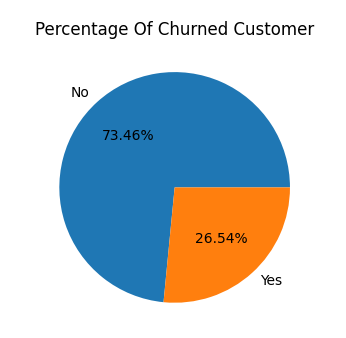 Percentage Of Churned Customer
No
73.46%
26.54%
Yes